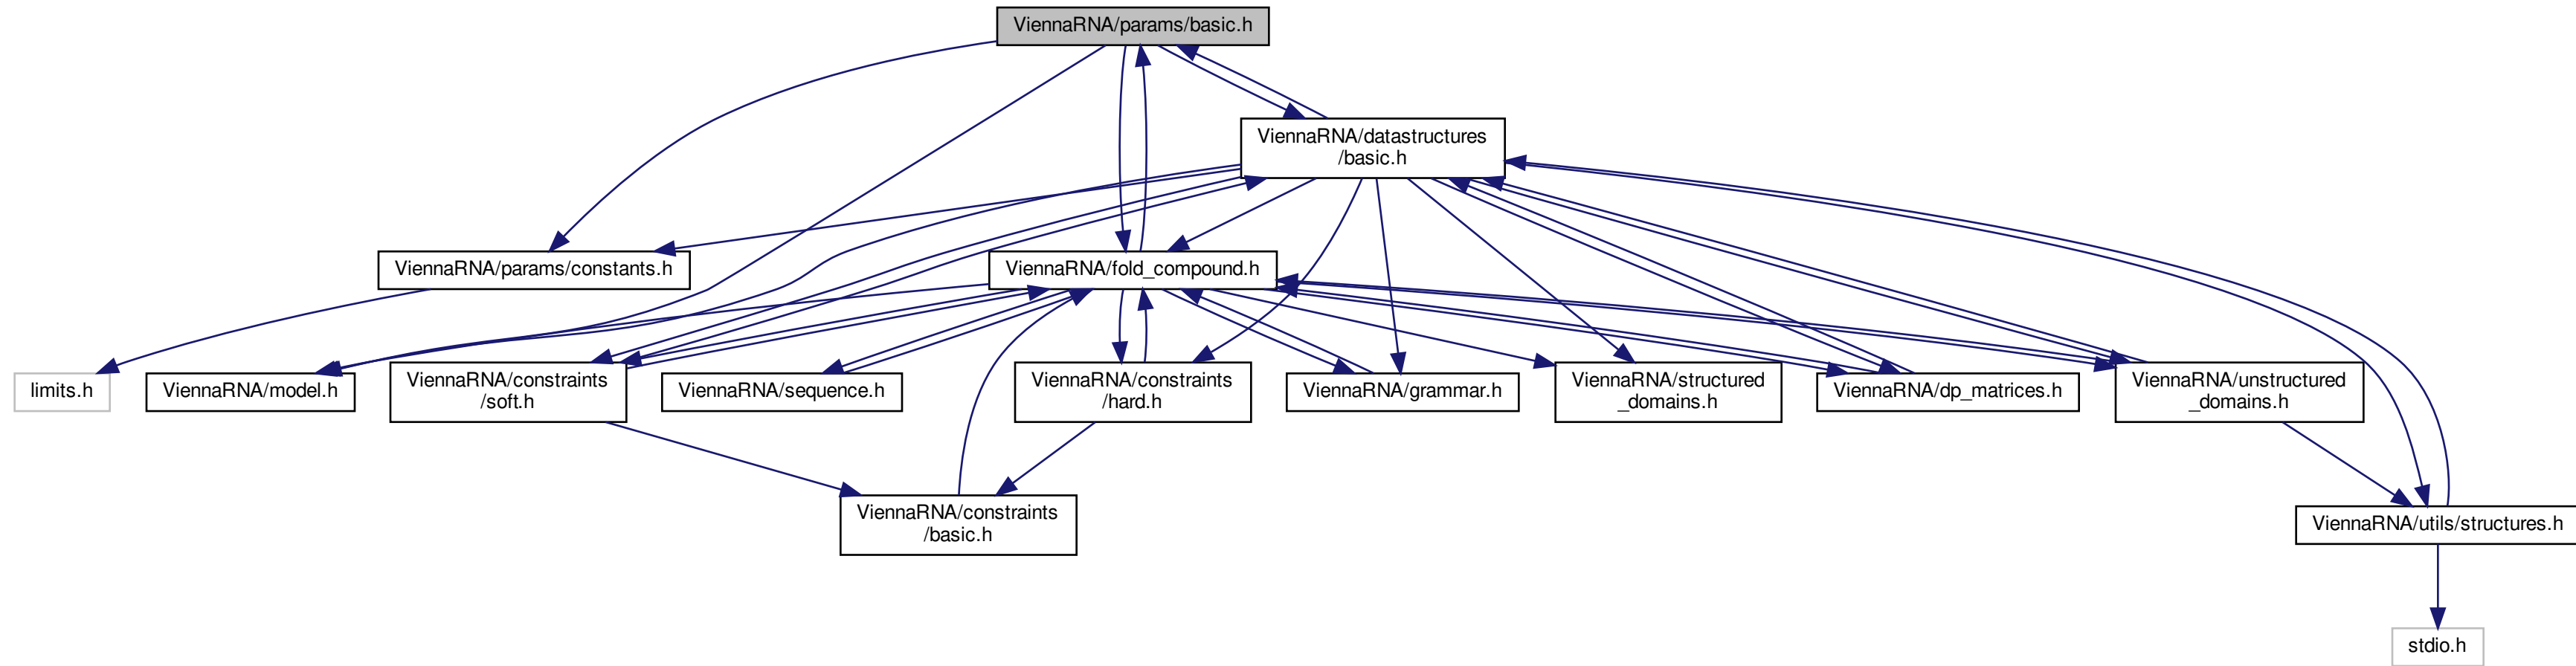 ViennaRNA/params/basic.h
ViennaRNA/datastructures
/basic.h
ViennaRNA/params/constants.h
ViennaRNA/fold_compound.h
limits.h
ViennaRNA/model.h
ViennaRNA/constraints
/soft.h
ViennaRNA/sequence.h
ViennaRNA/constraints
/hard.h
ViennaRNA/grammar.h
ViennaRNA/structured
_domains.h
ViennaRNA/dp_matrices.h
ViennaRNA/unstructured
_domains.h
ViennaRNA/constraints
/basic.h
ViennaRNA/utils/structures.h
stdio.h